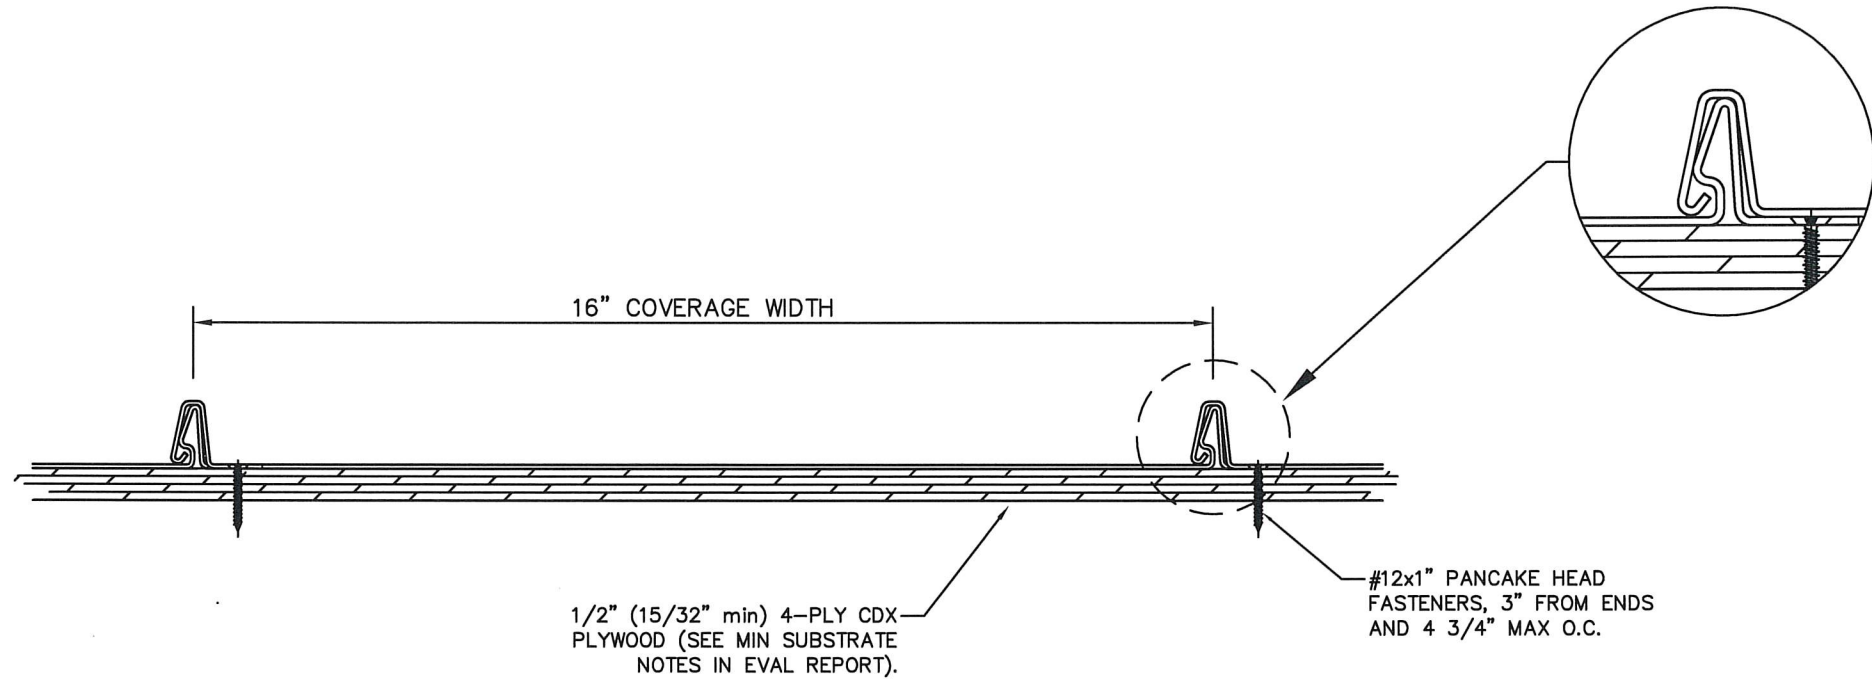 16" COVERAGE WIDTH
1/2" (15/32" min) 4-PLY CDX
PLYWOOD (SEE MIN SUBSTRATE
NOTES IN EVAL REPORT).
#12x1" PANCAKE HEAD
FASTENERS, 3" FROM ENDS
AND 4 3/4" MAX O.C.